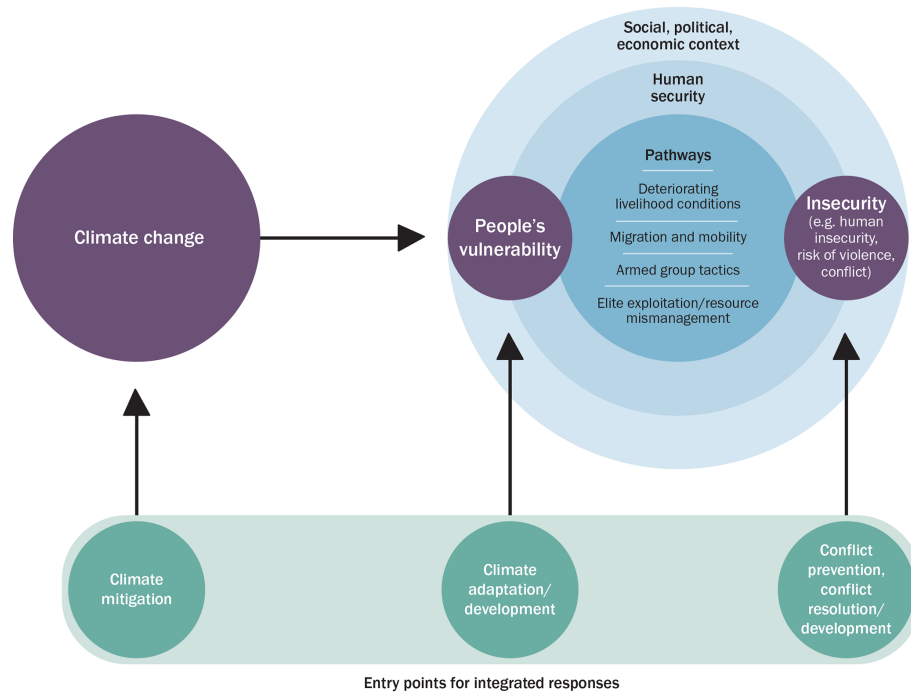 Social, political,
economic context
Human
security
Pathways
Deteriorating
livelihood conditions
Migration and mobility
Armed group tactics
Elite exploitation/resource
mismanagement
Climate change
People’s
vulnerability
Insecurity
(e.g. human
insecurity,
risk of violence,
conflict)
Climate
mitigation
Climate
adaptation/
development
Conflict
prevention,
conflict
resolution/
development
Entry points for integrated responses